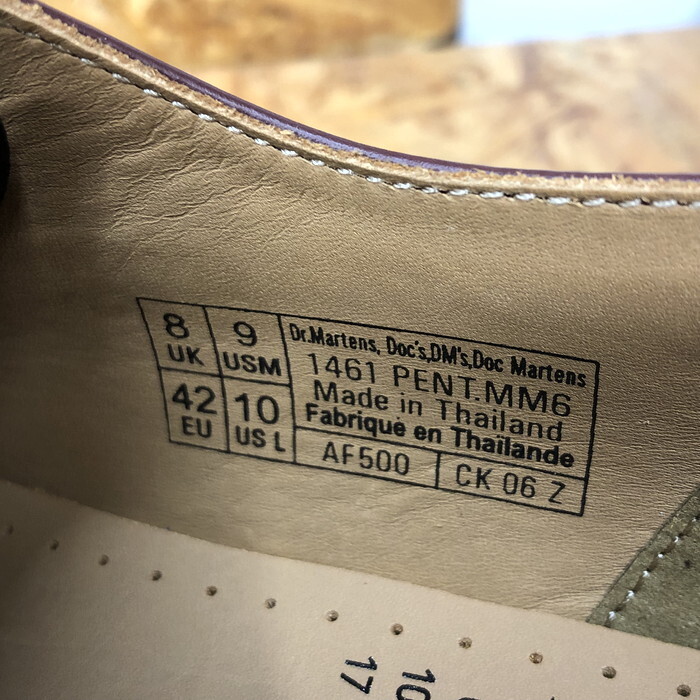 8 UK
9 USM
42 EU
10 US L
Dr.Martens, Doc's,DM's,Doc Martens
1461 PENT.MM6
Made in Thailand
Fabriqué en Thaïlande
AF500
CK 06 Z
17